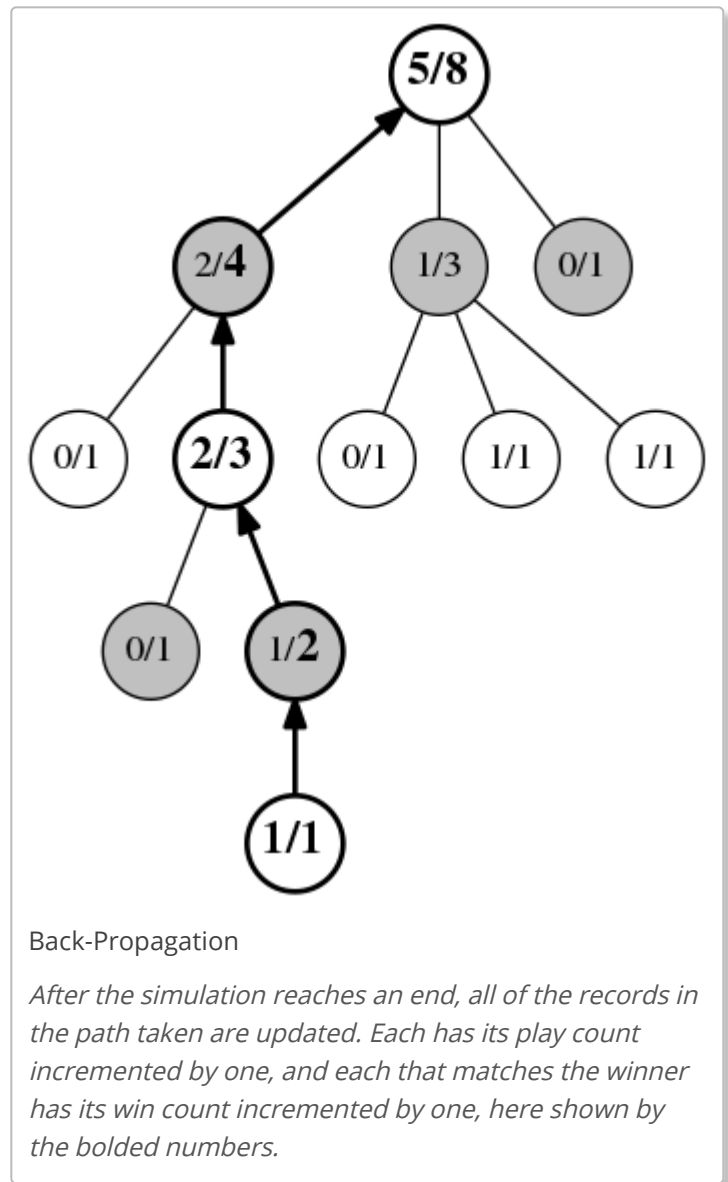 5/8
2/4 1/3 0/1
0/1 2/3 0/1 1/1 1/1
0/1 1/2
1/1
Back-Propagation
After the simulation reaches an end, all of the records in
the path taken are updated. Each has its play count
incremented by one, and each that matches the winner
has its win count incremented by one, here shown by
the bolded numbers.